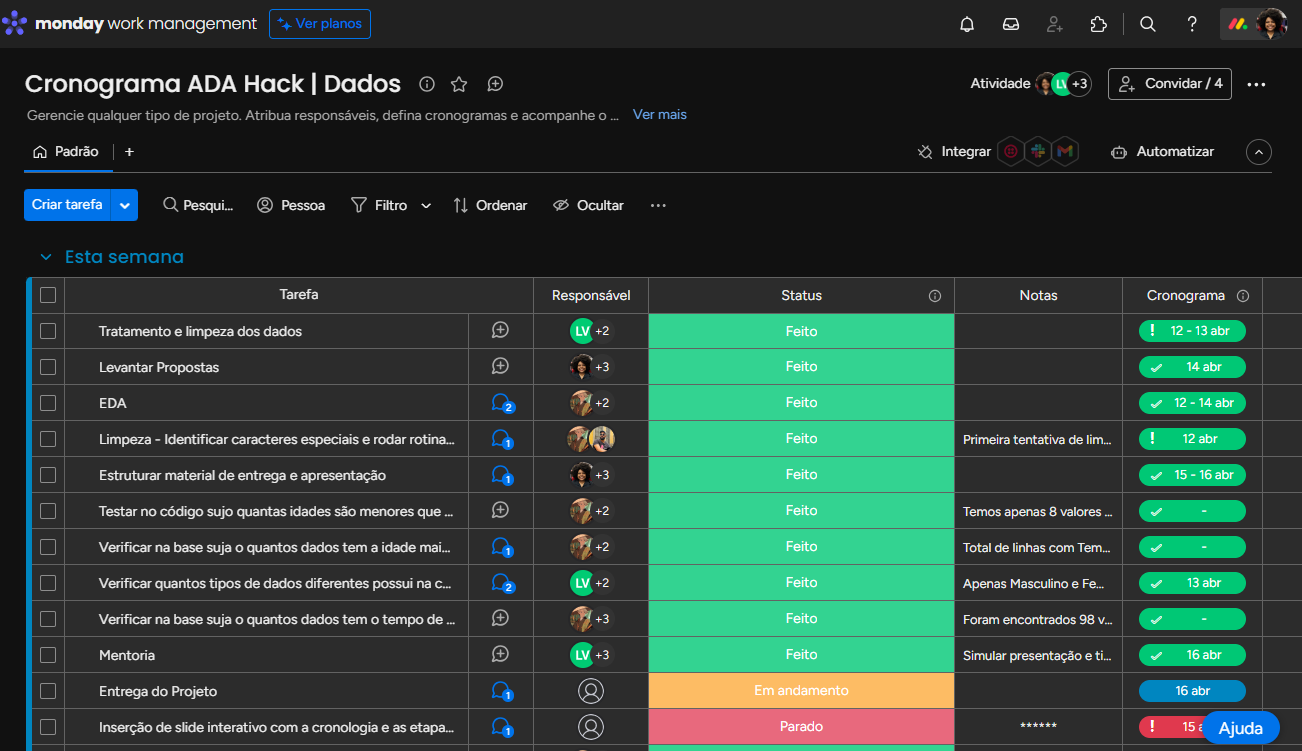 monday work management Ver planos
Cronograma ADA Hack | Dados
Atividade LV +3 Convidar / 4
Gerencie qualquer tipo de projeto. Atribua responsáveis, defina cronogramas e acompanhe o ... Ver mais
Padrão + Integrar Automatizar
Criar tarefa Pesqui... Pessoa Filtro Ordenar Ocultar
Esta semana
Tarefa Responsável Status Notas Cronograma
Tratamento e limpeza dos dados LV +2 Feito ! 12 - 13 abr
Levantar Propostas +3 Feito 14 abr
EDA 2 +2 Feito 12 - 14 abr
Limpeza - Identificar caracteres especiais e rodar rotina... 1 Feito Primeira tentativa de lim... ! 12 abr
Estruturar material de entrega e apresentação 1 +3 Feito 15 - 16 abr
Testar no código sujo quantas idades são menores que ... +2 Feito Temos apenas 8 valores ... -
Verificar na base suja o quantos dados tem a idade mai... 1 +2 Feito Total de linhas com Tem... -
Verificar quantos tipos de dados diferentes possui na c... 2 LV +2 Feito Apenas Masculino e Fe... 13 abr
Verificar na base suja o quantos dados tem o tempo de ... +3 Feito Foram encontrados 98 v... -
Mentoria LV +3 Feito Simular presentação e ti... 16 abr
Entrega do Projeto 1 Em andamento 16 abr
Inserção de slide interativo com a cronologia e as etapa... 1 Parado ****** ! 15 a
Ajuda